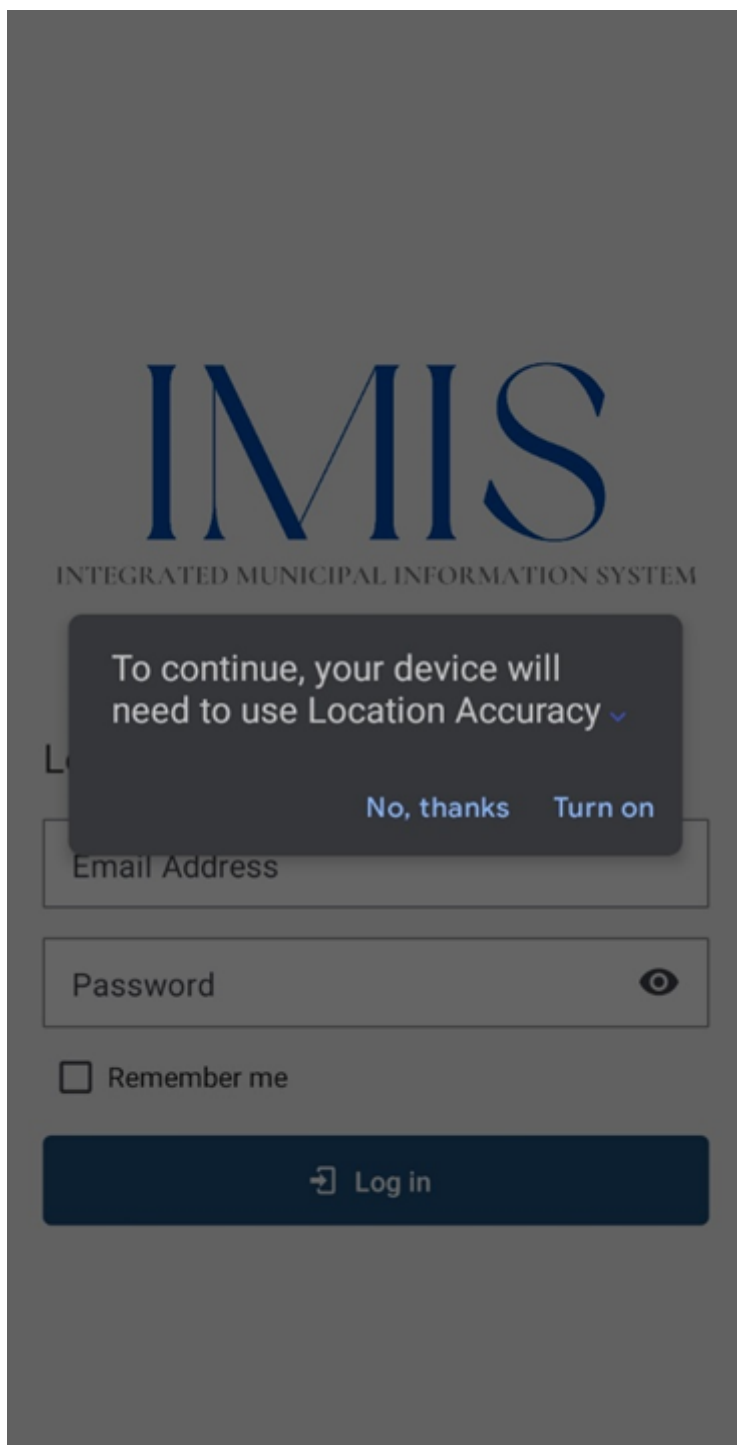 IMIS
INTEGRATED MUNICIPAL INFORMATION SYSTEM
To continue, your device will
need to use Location Accuracy
No, thanks Turn on
Email Address
Password
Remember me
Log in